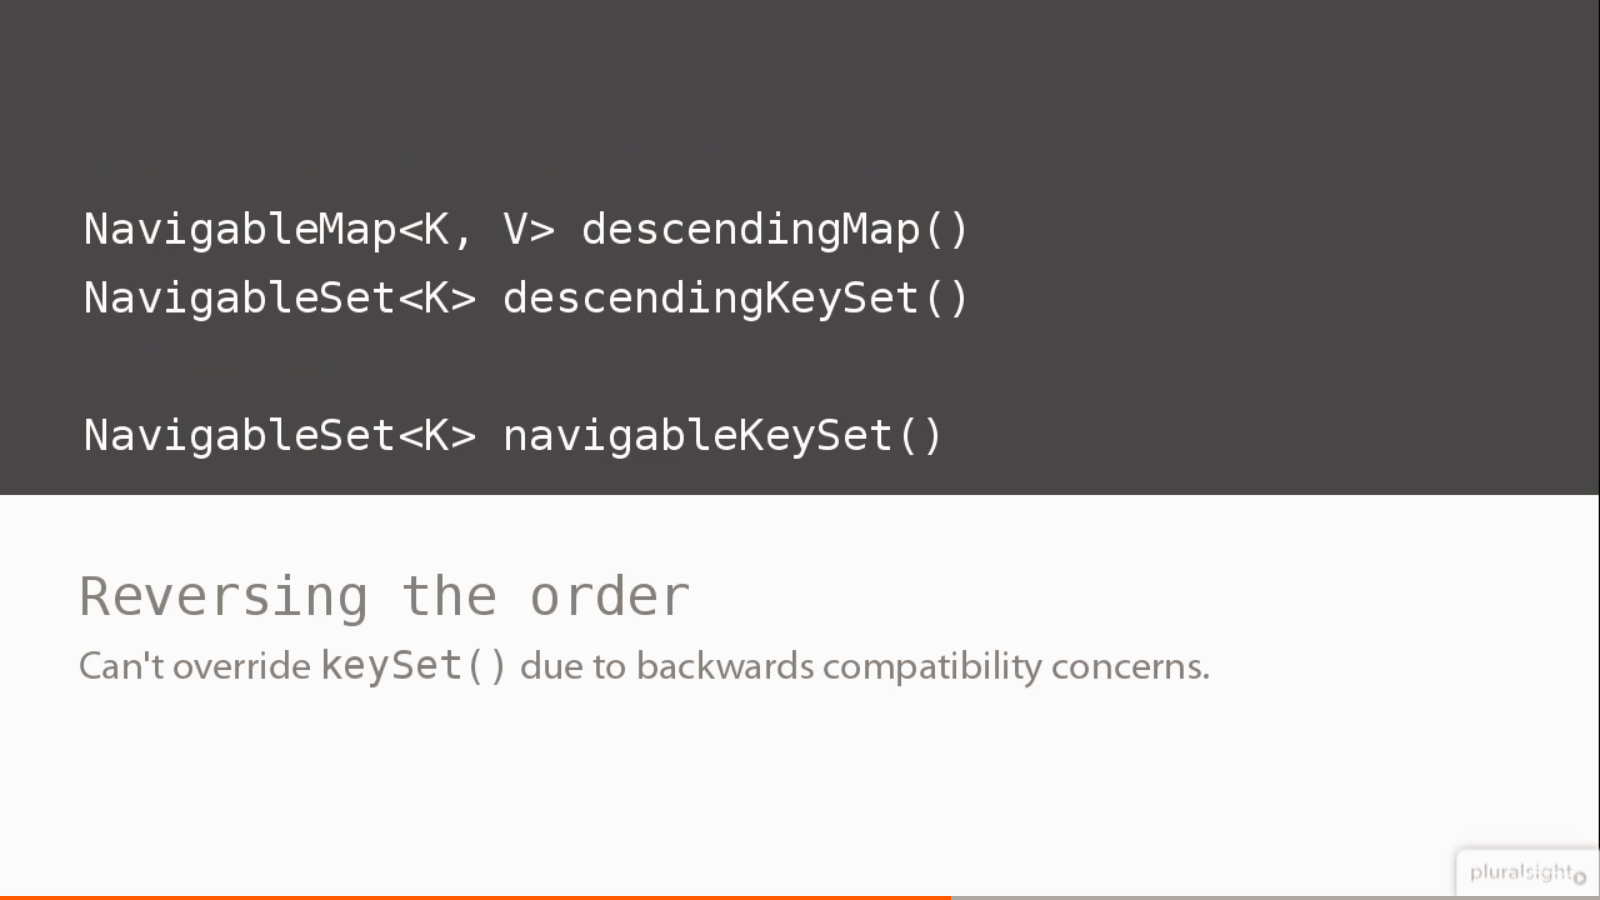 NavigableMap<K, V> descendingMap()
NavigableSet<K> descendingKeySet()
NavigableSet<K> navigableKeySet()
Reversing the order
Can't override keySet() due to backwards compatibility concerns.
pluralsight